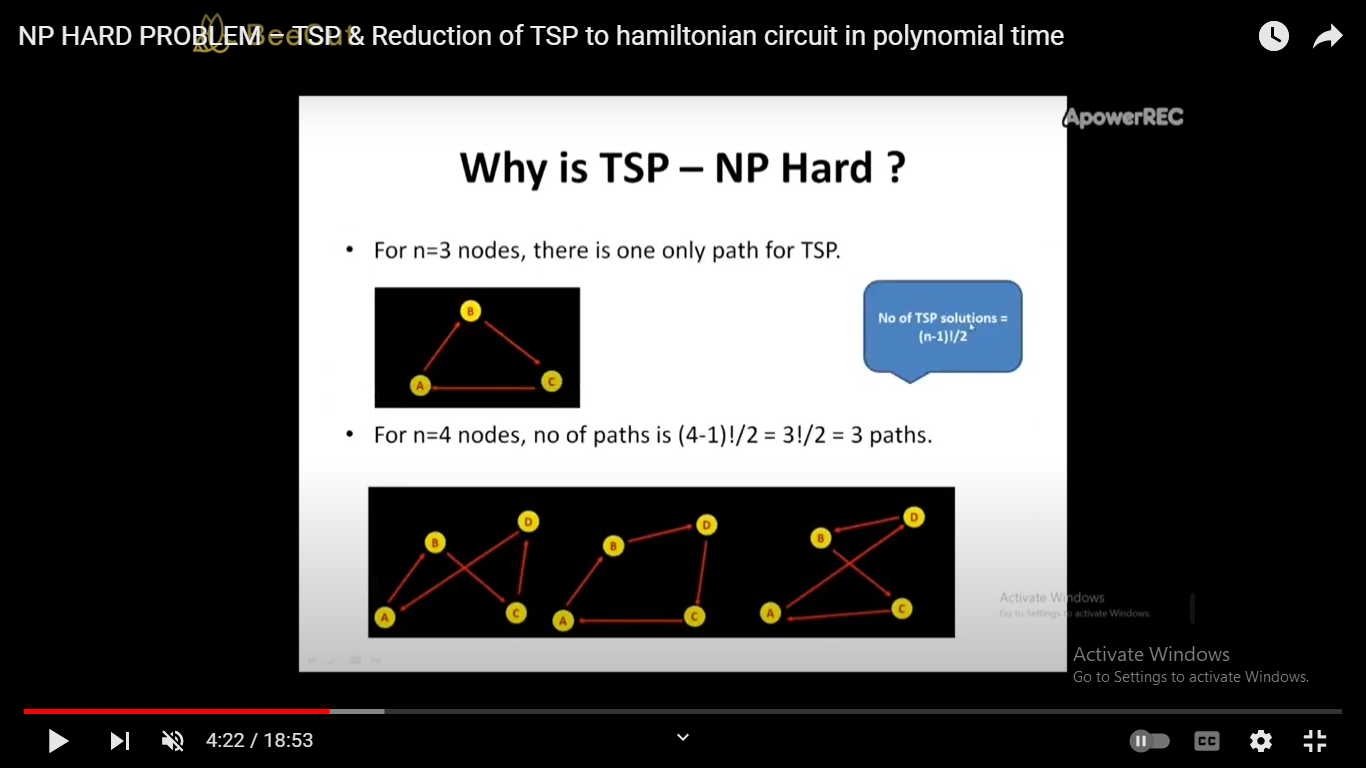 NP HARD PROBLEM – TSP & Reduction of TSP to hamiltonian circuit in polynomial time
BeeCut
ApowerREC
Why is TSP – NP Hard ?
• For n=3 nodes, there is one only path for TSP.
No of TSP solutions =
(n-1)!/2
B
A
C
• For n=4 nodes, no of paths is (4-1)!/2 = 3!/2 = 3 paths.
B D A C
B D A C
B D A C
Activate Windows
Go to Settings to activate Windows.
Activate Windows
Go to Settings to activate Windows.
4:22 / 18:53
CC